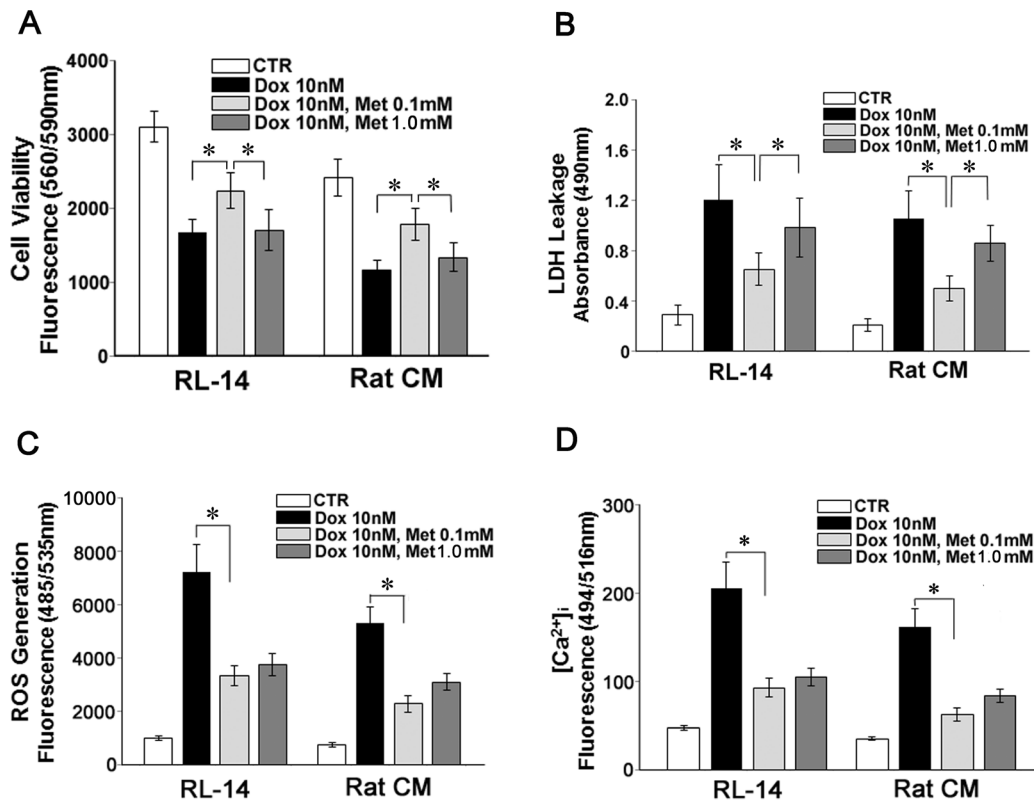 A
Cell Viability
Fluorescence (560/590nm)
4000
3000
2000
1000
0
CTR
Dox 10nM
Dox 10nM, Met 0.1mM
Dox 10nM, Met 1.0mM
* *
* *
RL-14 Rat CM
B
LDH Leakage
Absorbance (490nm)
2.0
1.6
1.2
0.8
0.4
0
CTR
Dox 10nM
Dox 10nM, Met 0.1mM
Dox 10nM, Met1.0mM
* *
* *
RL-14 Rat CM
C
ROS Generation
Fluorescence (485/535nm)
10000
8000
6000
4000
2000
0
CTR
Dox 10nM
Dox 10nM, Met 0.1mM
Dox 10nM, Met1.0mM
*
*
RL-14 Rat CM
D
[Ca²⁺]ᵢ
Fluorescence (494/516nm)
300
200
100
0
CTR
Dox 10nM
Dox 10nM, Met 0.1mM
Dox 10nM, Met 1.0mM
*
*
RL-14 Rat CM